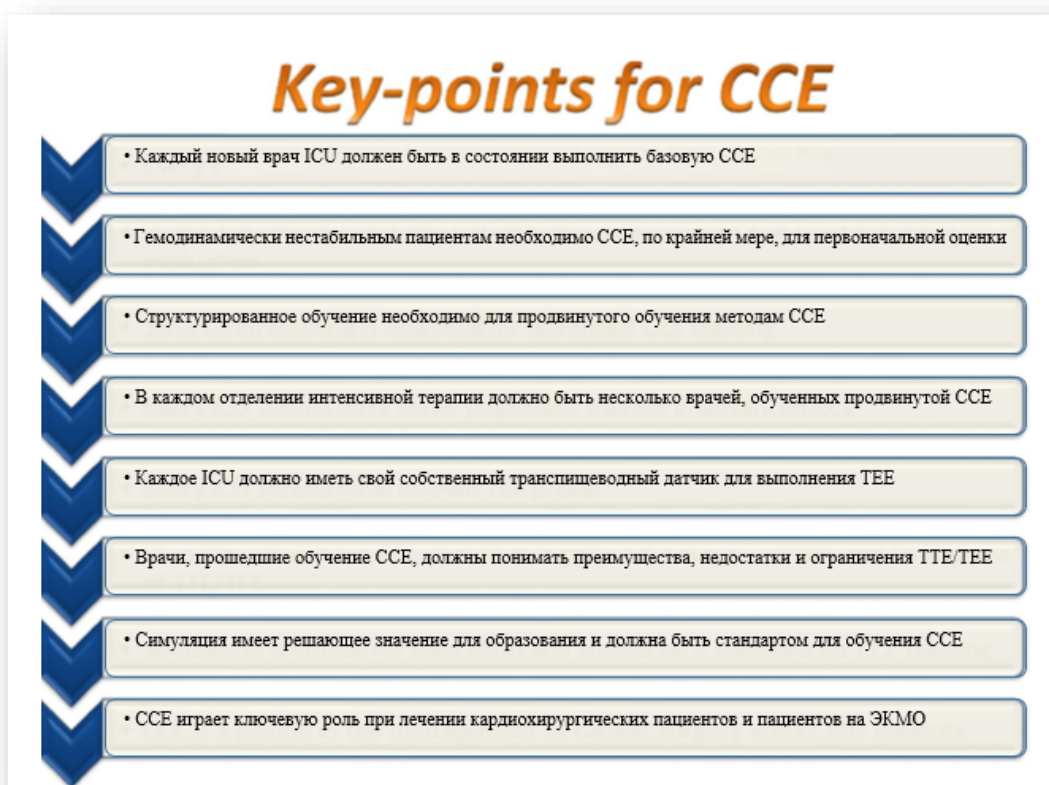 Key-points for CCE
• Каждый новый врач ICU должен быть в состоянии выполнить базовую CCE
• Гемодинамически нестабильным пациентам необходимо CCE, по крайней мере, для первоначальной оценки
• Структурированное обучение необходимо для продвинутого обучения методам CCE
• В каждом отделении интенсивной терапии должно быть несколько врачей, обученных продвинутой CCE
• Каждое ICU должно иметь свой собственный транспищеводный датчик для выполнения TEE
• Врачи, прошедшие обучение CCE, должны понимать преимущества, недостатки и ограничения TTE/TEE
• Симуляция имеет решающее значение для образования и должна быть стандартом для обучения CCE
• CCE играет ключевую роль при лечении кардиохирургических пациентов и пациентов на ЭКМО